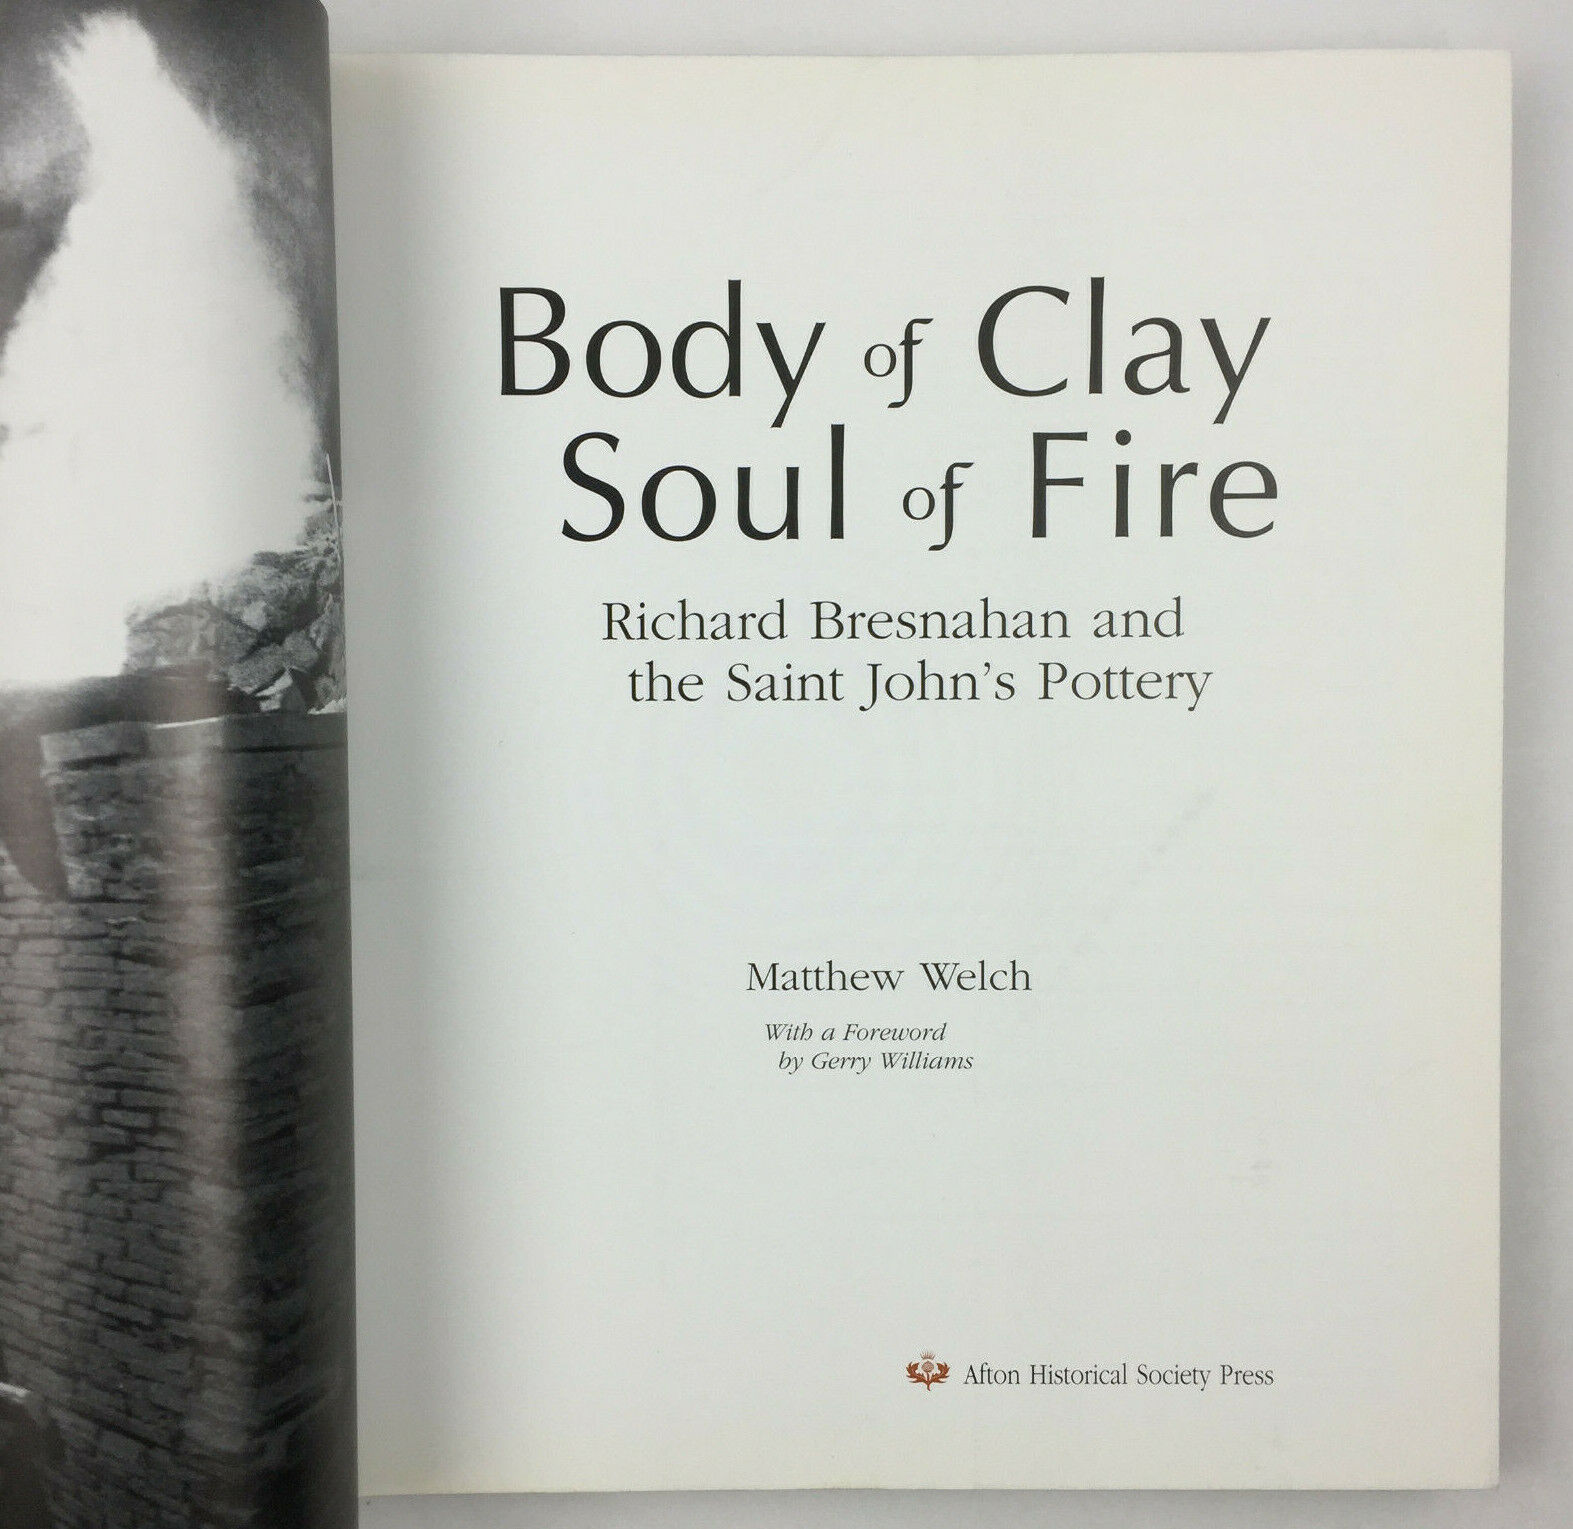 Body of Clay
Soul of Fire
Richard Bresnahan and
the Saint John's Pottery
Matthew Welch
With a Foreword
by Gerry Williams
Afton Historical Society Press